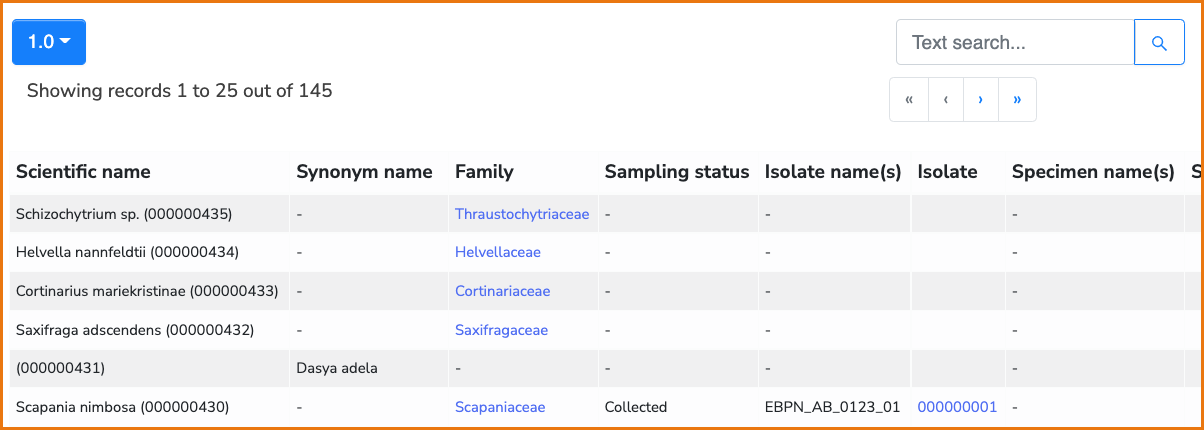 1.0
Text search...
Showing records 1 to 25 out of 145
« ‹ › »
Scientific name Synonym name Family Sampling status Isolate name(s) Isolate Specimen name(s) S
Schizochytrium sp. (000000435) - Thraustochytriaceae - - -
Helvella nannfeldtii (000000434) - Helvellaceae - - -
Cortinarius mariekristinae (000000433) - Cortinariaceae - - -
Saxifraga adscendens (000000432) - Saxifragaceae - - -
(000000431) Dasya adela - - - -
Scapania nimbosa (000000430) - Scapaniaceae Collected EBPN_AB_0123_01 000000001 -